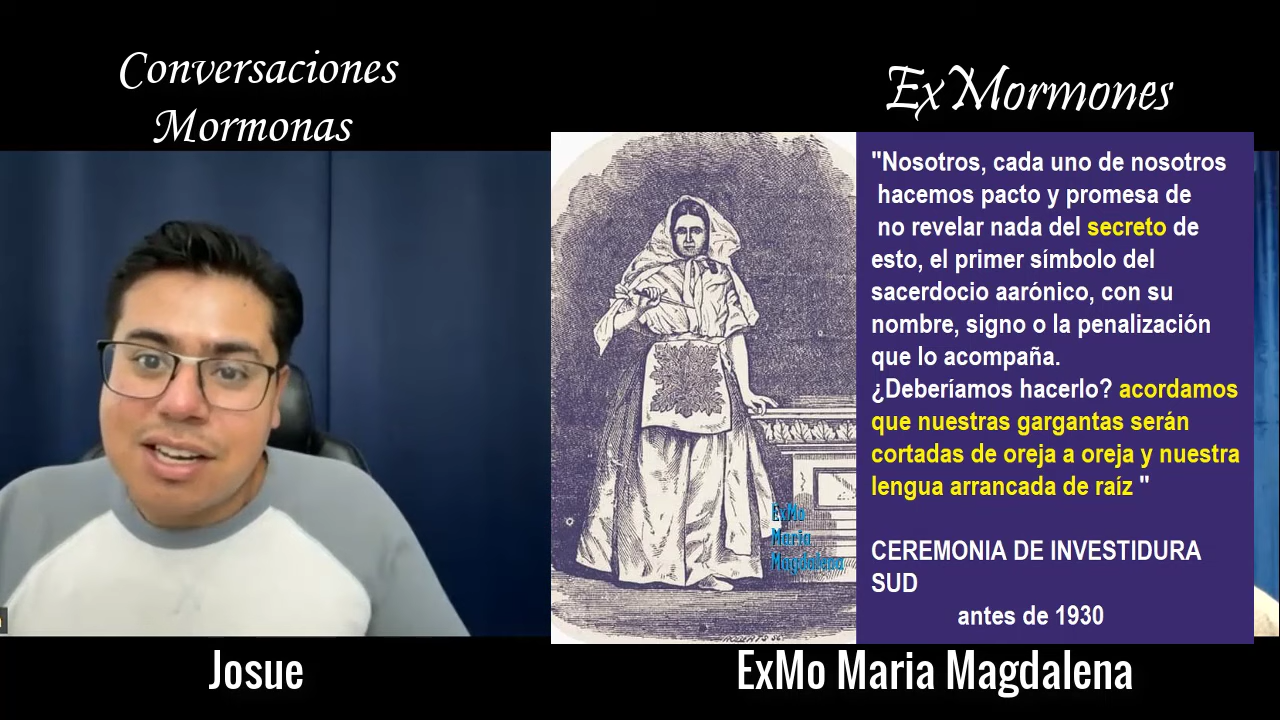 Conversaciones
Mormonas
ExMormones
"Nosotros, cada uno de nosotros
hacemos pacto y promesa de
no revelar nada del secreto de
esto, el primer símbolo del
sacerdocio aarónico, con su
nombre, signo o la penalización
que lo acompaña.
¿Deberíamos hacerlo? acordamos
que nuestras gargantas serán
cortadas de oreja a oreja y nuestra
lengua arrancada de raíz "
CEREMONIA DE INVESTIDURA
SUD
antes de 1930
ExMo
Maria
Magdalena
Josue
ExMo Maria Magdalena